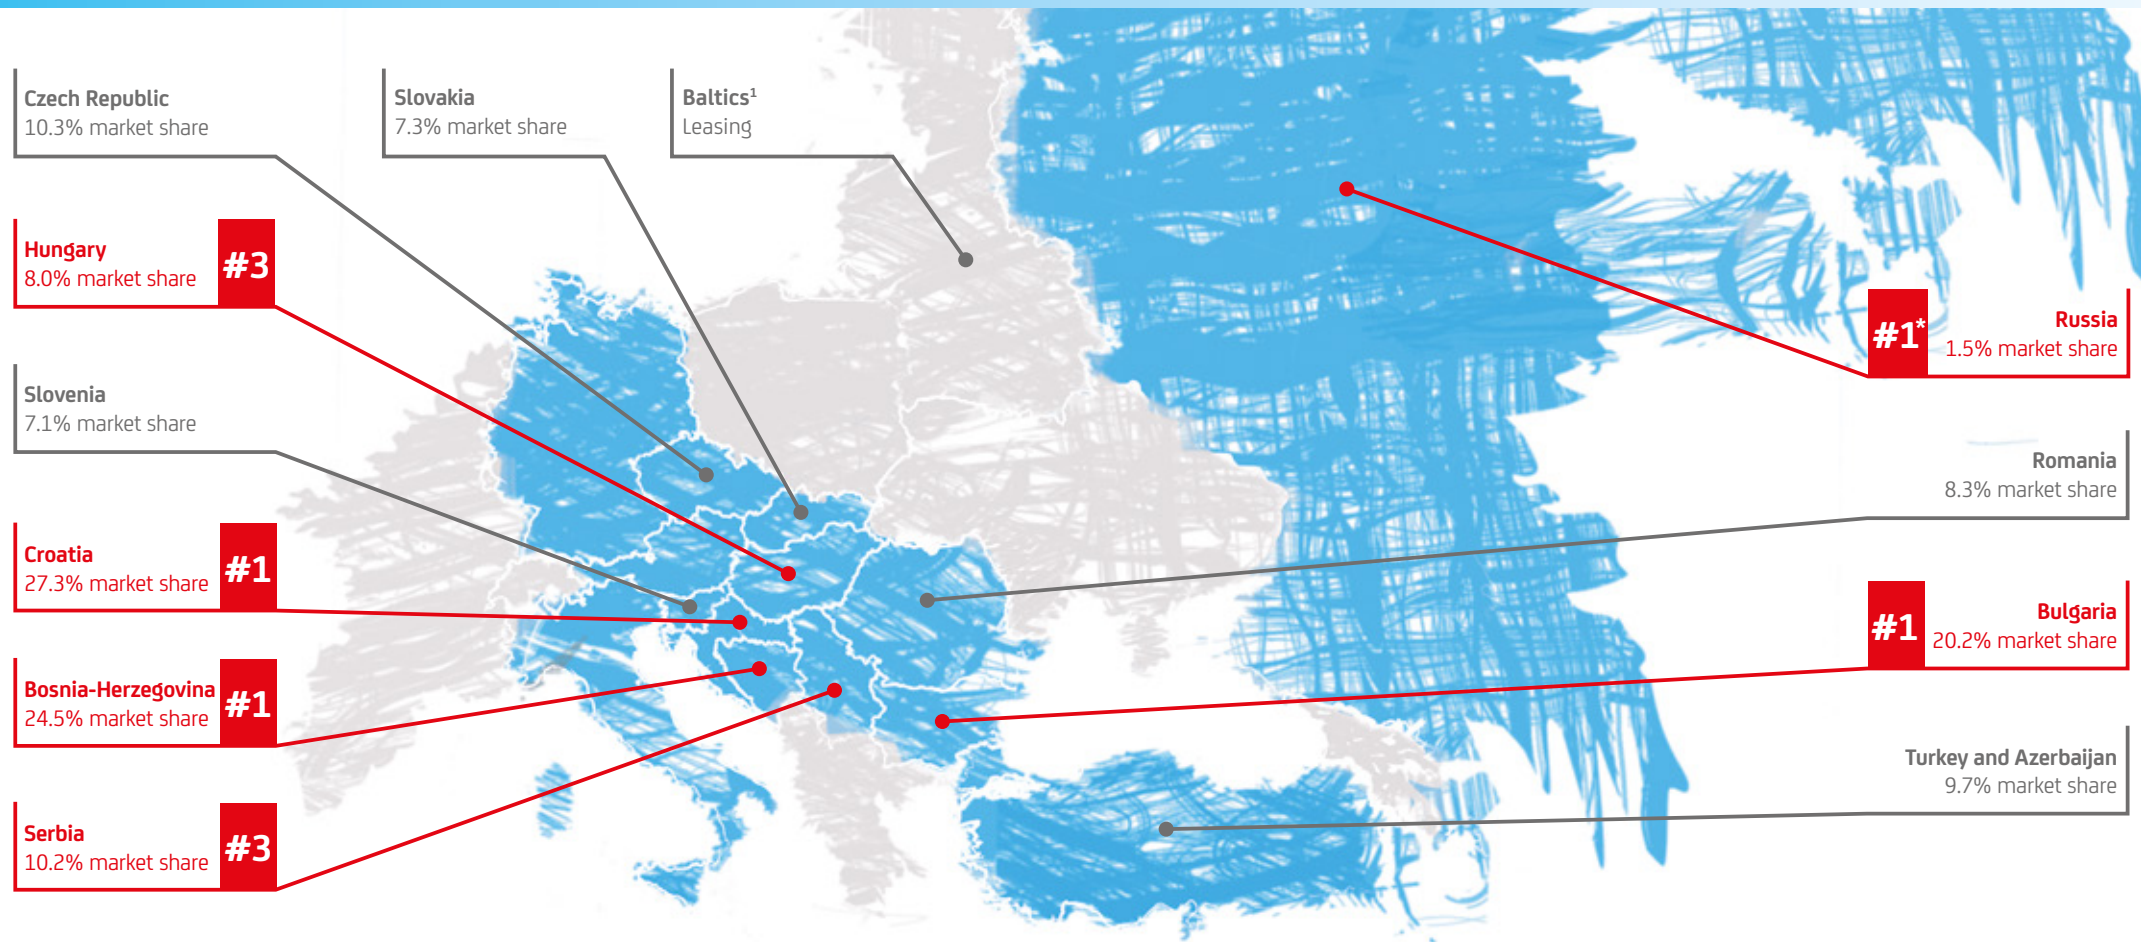 Czech Republic
10.3% market share
Slovakia
7.3% market share
Baltics¹
Leasing
Hungary
8.0% market share
#3
Slovenia
7.1% market share
Croatia
27.3% market share
#1
Bosnia-Herzegovina
24.5% market share
#1
Serbia
10.2% market share
#3
#1*
Russia
1.5% market share
Romania
8.3% market share
#1
Bulgaria
20.2% market share
Turkey and Azerbaijan
9.7% market share